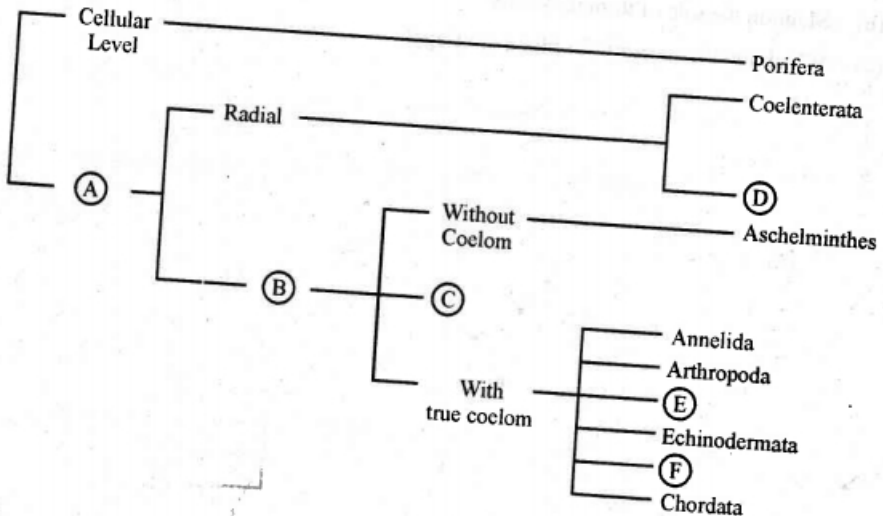 Cellular
Level
Porifera
Radial
Coelenterata
A
D
Without
Coelom
Aschelminthes
B
C
Annelida
Arthropoda
With
true coelom
E
Echinodermata
F
Chordata